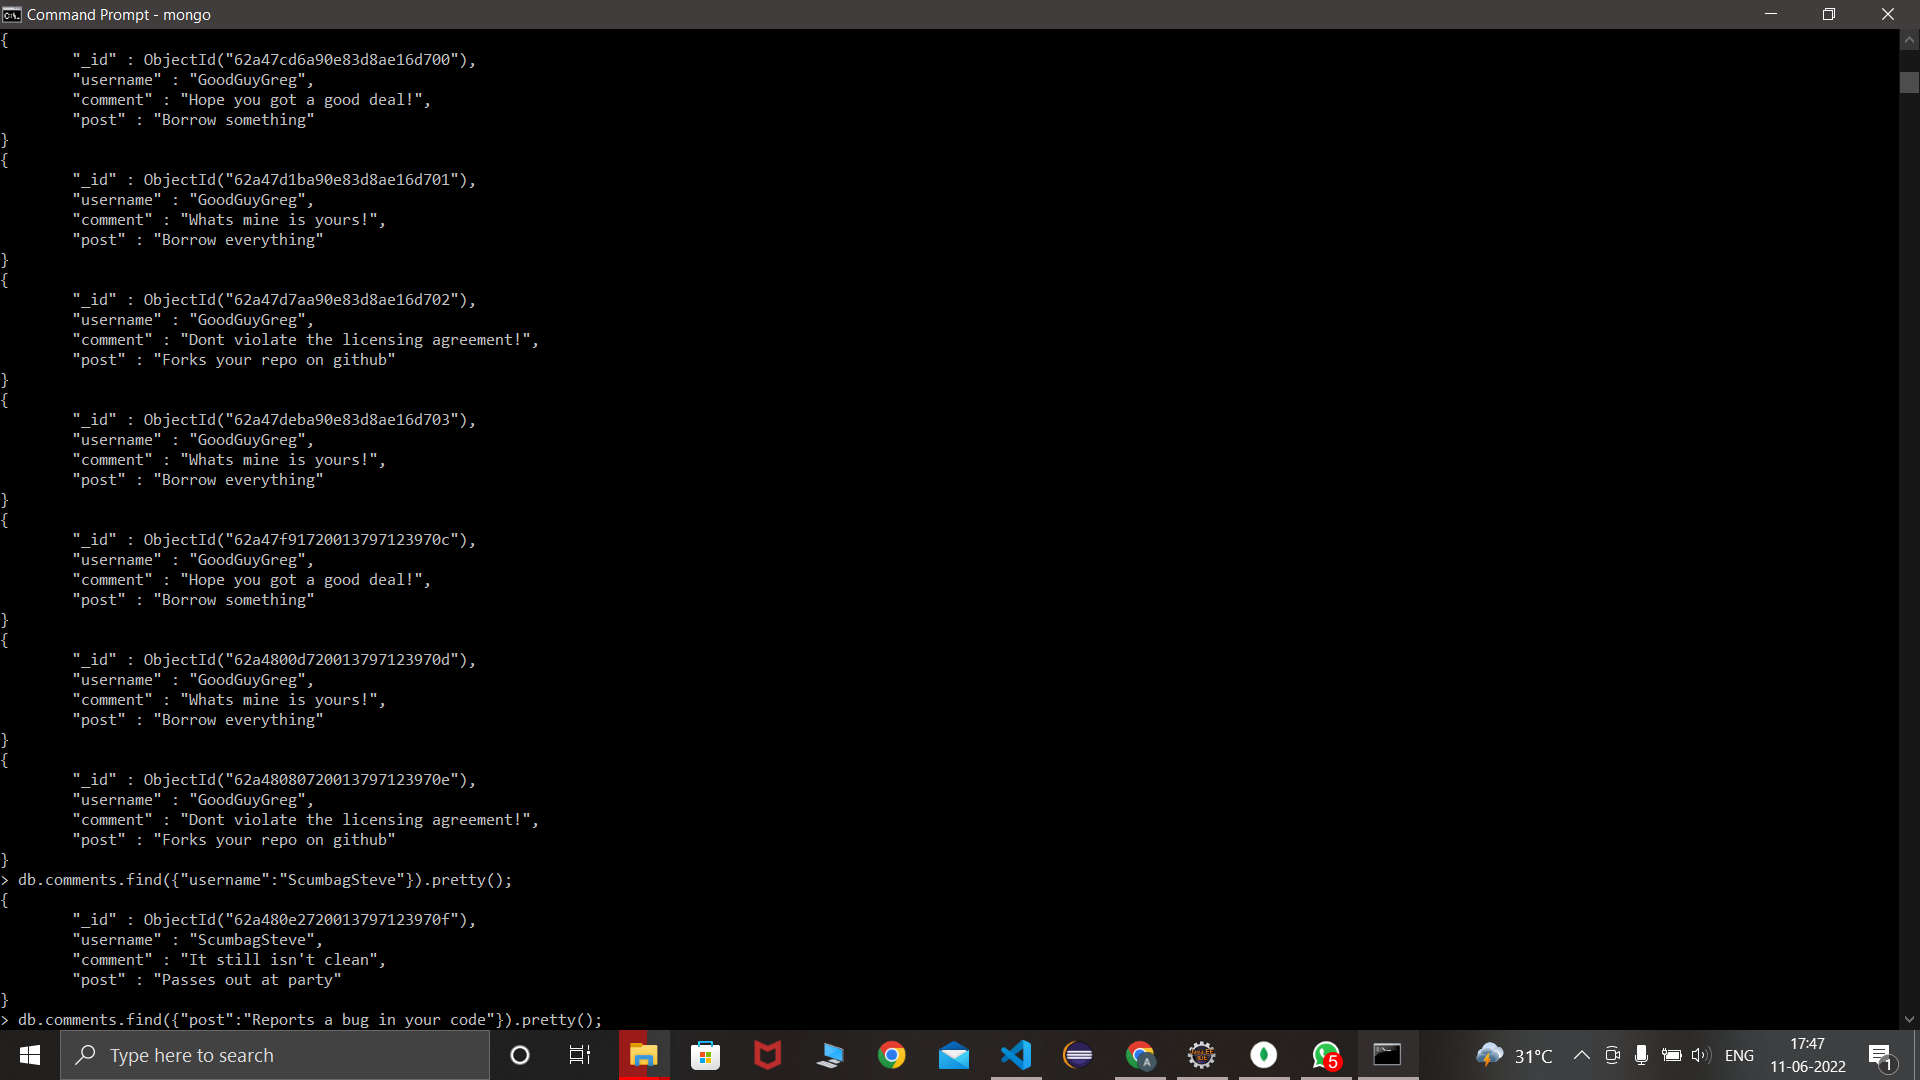 Command Prompt - mongo
{
"_id" : ObjectId("62a47cd6a90e83d8ae16d700"),
"username" : "GoodGuyGreg",
"comment" : "Hope you got a good deal!",
"post" : "Borrow something"
}
{
"_id" : ObjectId("62a47d1ba90e83d8ae16d701"),
"username" : "GoodGuyGreg",
"comment" : "Whats mine is yours!",
"post" : "Borrow everything"
}
{
"_id" : ObjectId("62a47d7aa90e83d8ae16d702"),
"username" : "GoodGuyGreg",
"comment" : "Dont violate the licensing agreement!",
"post" : "Forks your repo on github"
}
{
"_id" : ObjectId("62a47deba90e83d8ae16d703"),
"username" : "GoodGuyGreg",
"comment" : "Whats mine is yours!",
"post" : "Borrow everything"
}
{
"_id" : ObjectId("62a47f91720013797123970c"),
"username" : "GoodGuyGreg",
"comment" : "Hope you got a good deal!",
"post" : "Borrow something"
}
{
"_id" : ObjectId("62a4800d720013797123970d"),
"username" : "GoodGuyGreg",
"comment" : "Whats mine is yours!",
"post" : "Borrow everything"
}
{
"_id" : ObjectId("62a48080720013797123970e"),
"username" : "GoodGuyGreg",
"comment" : "Dont violate the licensing agreement!",
"post" : "Forks your repo on github"
}
> db.comments.find({"username":"ScumbagSteve"}).pretty();
{
"_id" : ObjectId("62a480e2720013797123970f"),
"username" : "ScumbagSteve",
"comment" : "It still isn't clean",
"post" : "Passes out at party"
}
> db.comments.find({"post":"Reports a bug in your code"}).pretty();
Type here to search
A
5
31°C
ENG
17:47
11-06-2022
1